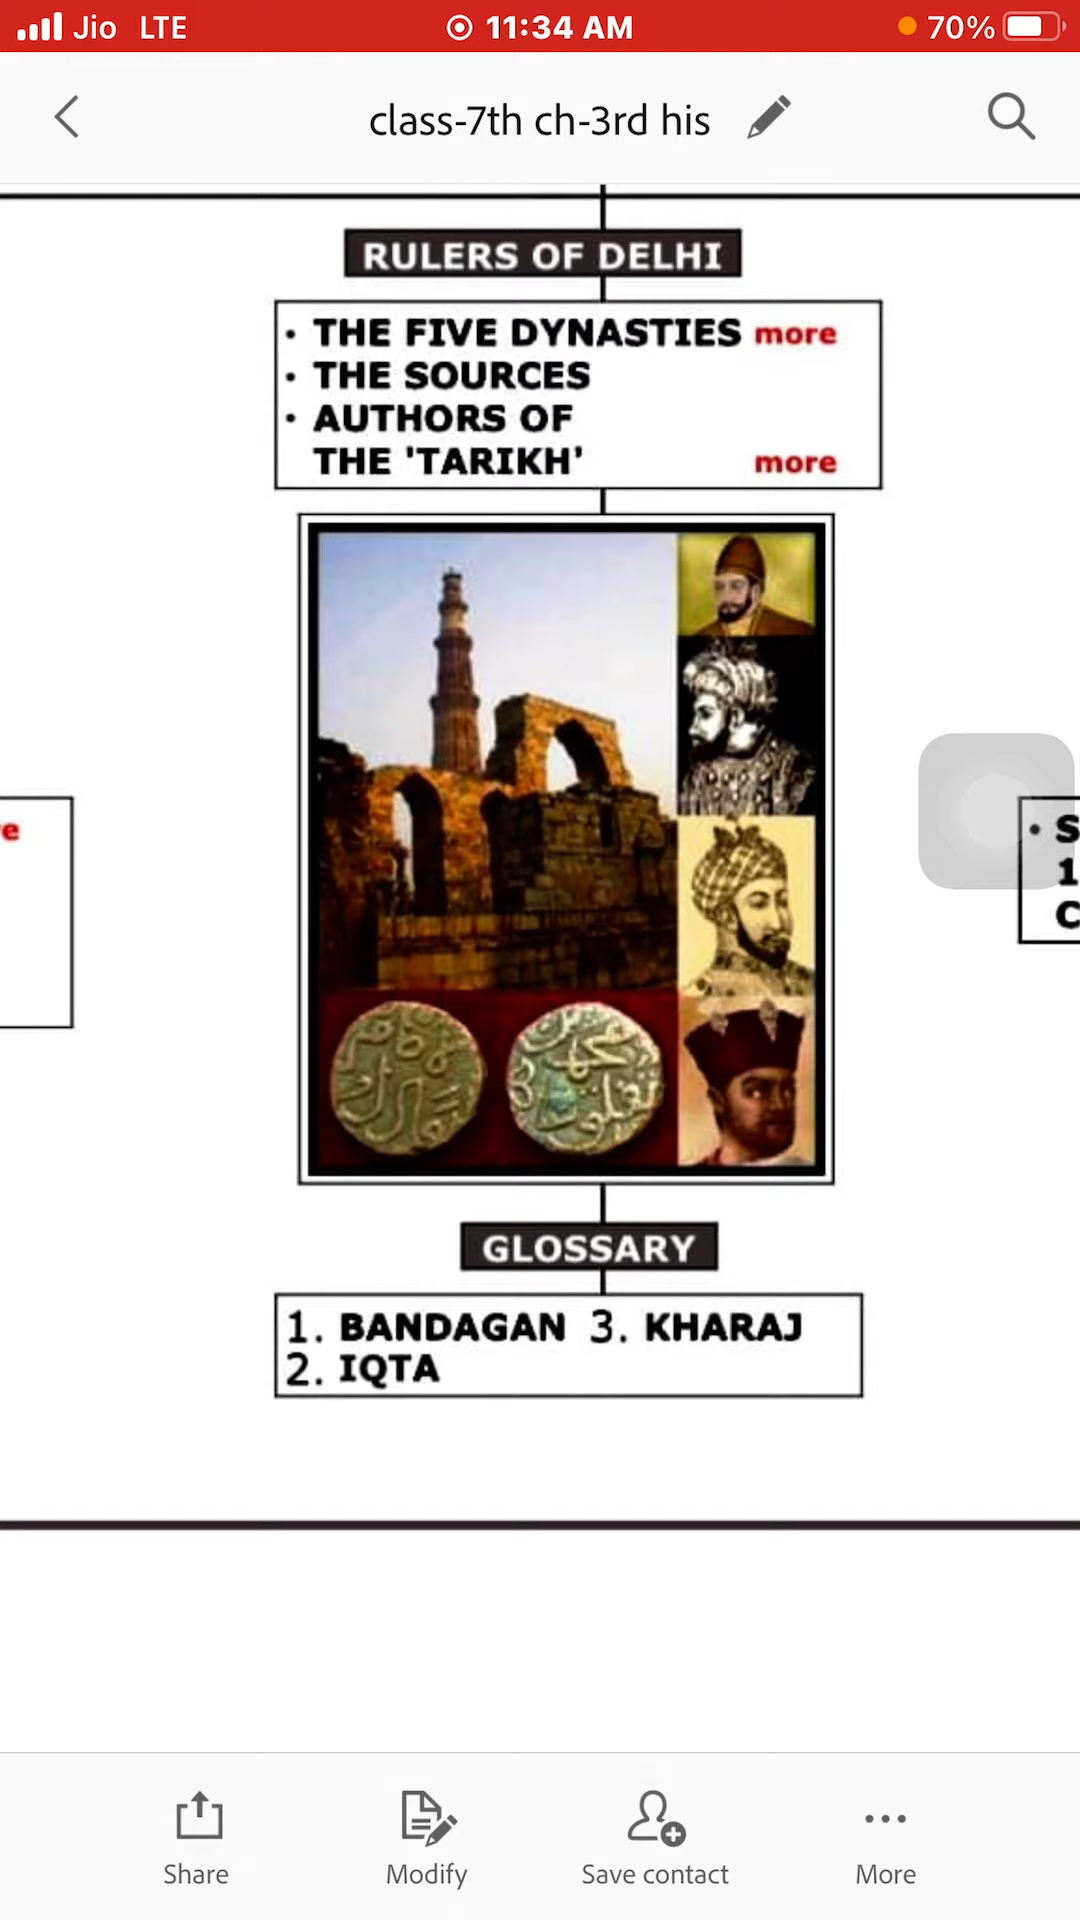 Jio LTE 11:34 AM 70%
class-7th ch-3rd his
RULERS OF DELHI
• THE FIVE DYNASTIES more
• THE SOURCES
• AUTHORS OF
THE 'TARIKH' more
e
• S
1
C
GLOSSARY
1. BANDAGAN 3. KHARAJ
2. IQTA
Share Modify Save contact More